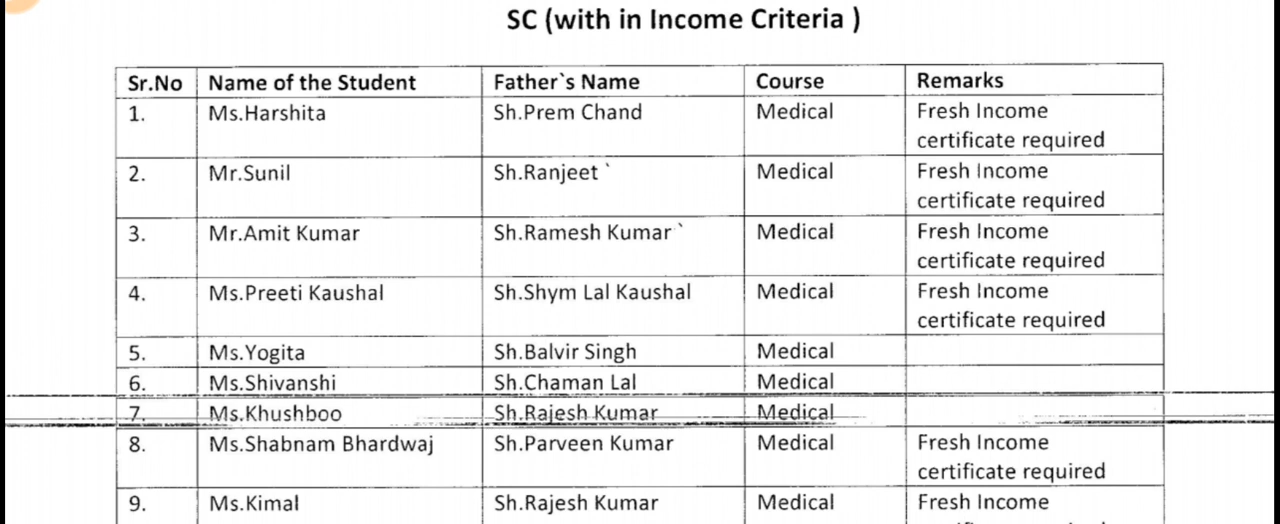 SC (with in Income Criteria )
Sr.No Name of the Student Father`s Name Course Remarks
1. Ms.Harshita Sh.Prem Chand Medical Fresh Income
certificate required
2. Mr.Sunil Sh.Ranjeet ` Medical Fresh Income
certificate required
3. Mr.Amit Kumar Sh.Ramesh Kumar ` Medical Fresh Income
certificate required
4. Ms.Preeti Kaushal Sh.Shym Lal Kaushal Medical Fresh Income
certificate required
5. Ms.Yogita Sh.Balvir Singh Medical
6. Ms.Shivanshi Sh.Chaman Lal Medical
7. Ms.Khushboo Sh.Rajesh Kumar Medical
8. Ms.Shabnam Bhardwaj Sh.Parveen Kumar Medical Fresh Income
certificate required
9. Ms.Kimal Sh.Rajesh Kumar Medical Fresh Income